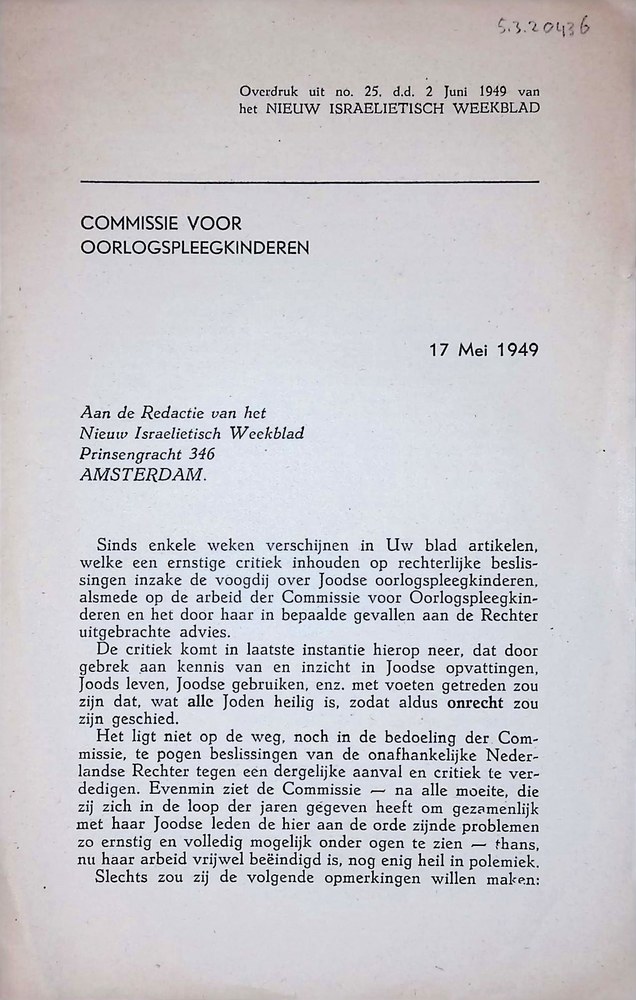 5.3.20436
Overdruk uit no. 25, d.d. 2 Juni 1949 van
het NIEUW ISRAELIETISCH WEEKBLAD
COMMISSIE VOOR
OORLOGSPLEEGKINDEREN
17 Mei 1949
Aan de Redactie van het
Nieuw Israelietisch Weekblad
Prinsengracht 346
AMSTERDAM.
Sinds enkele weken verschijnen in Uw blad artikelen,
welke een ernstige critiek inhouden op rechterlijke beslis-
singen inzake de voogdij over Joodse oorlogspleegkinderen,
alsmede op de arbeid der Commissie voor Oorlogspleegkin-
deren en het door haar in bepaalde gevallen aan de Rechter
uitgebrachte advies.
De critiek komt in laatste instantie hierop neer, dat door
gebrek aan kennis van en inzicht in Joodse opvattingen,
Joods leven, Joodse gebruiken, enz. met voeten getreden zou
zijn dat, wat alle Joden heilig is, zodat aldus onrecht zou
zijn geschied.
Het ligt niet op de weg, noch in de bedoeling der Com-
missie, te pogen beslissingen van de onafhankelijke Neder-
landse Rechter tegen een dergelijke aanval en critiek te ver-
dedigen. Evenmin ziet de Commissie — na alle moeite, die
zij zich in de loop der jaren gegeven heeft om gezamenlijk
met haar Joodse leden de hier aan de orde zijnde problemen
zo ernstig en volledig mogelijk onder ogen te zien — thans,
nu haar arbeid vrijwel beëindigd is, nog enig heil in polemiek.
Slechts zou zij de volgende opmerkingen willen maken: